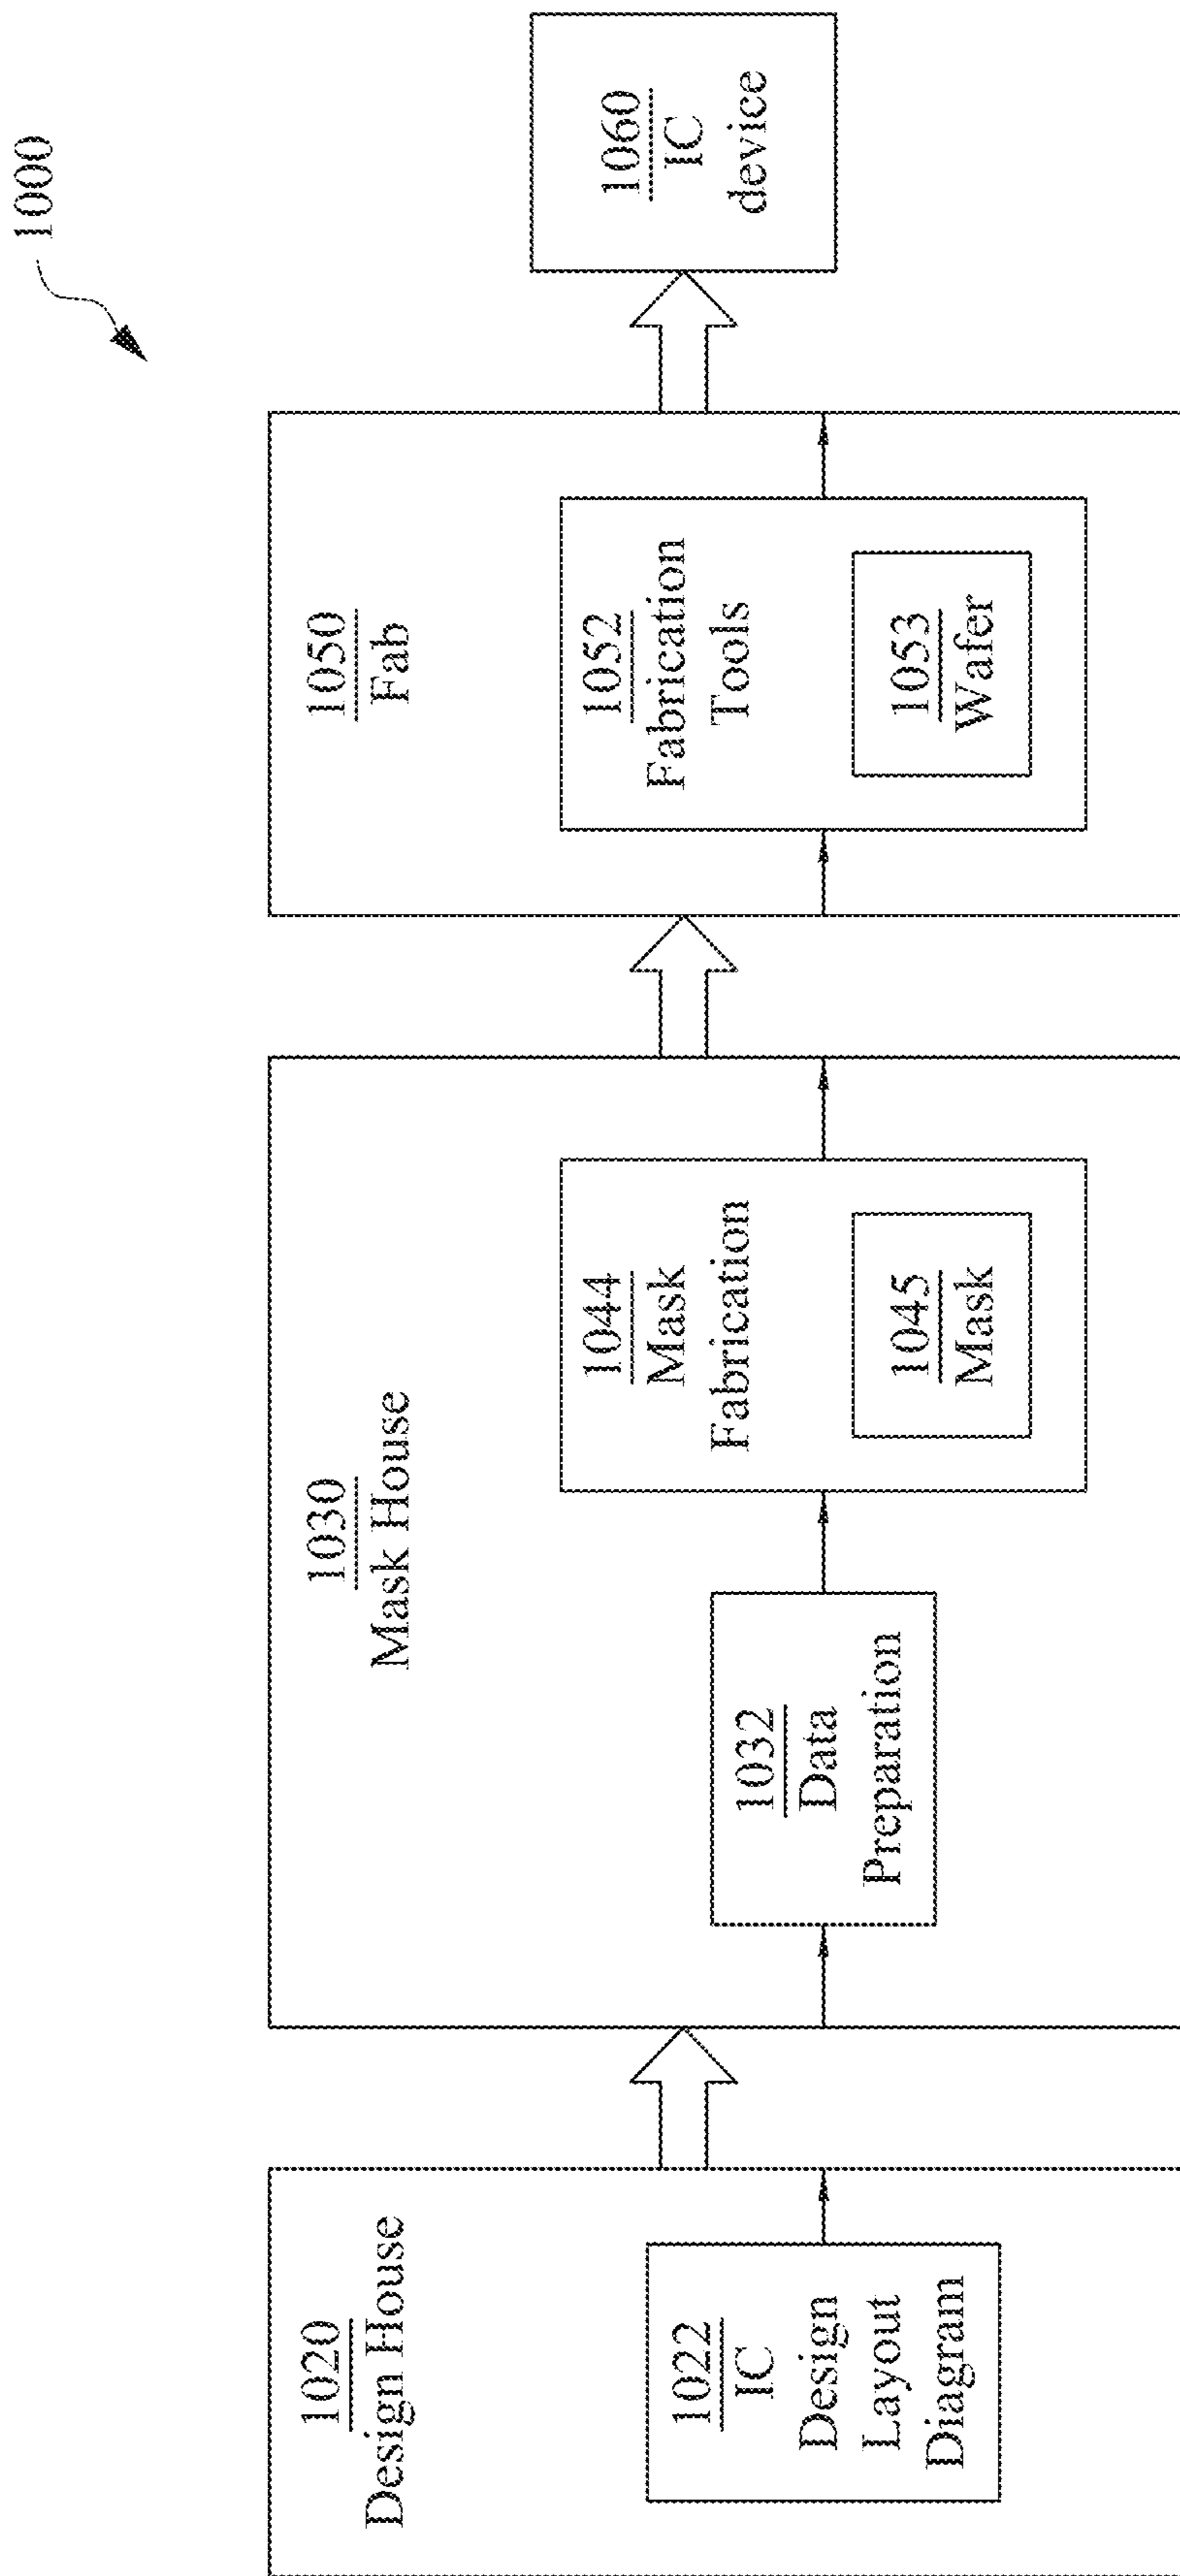 1000
1020
Design House
1022
IC
Design
Layout
Diagram
1030
Mask House
1032
Data
Preparation
1044
Mask
Fabrication
1045
Mask
1050
Fab
1052
Fabrication
Tools
1053
Wafer
1060
IC
device